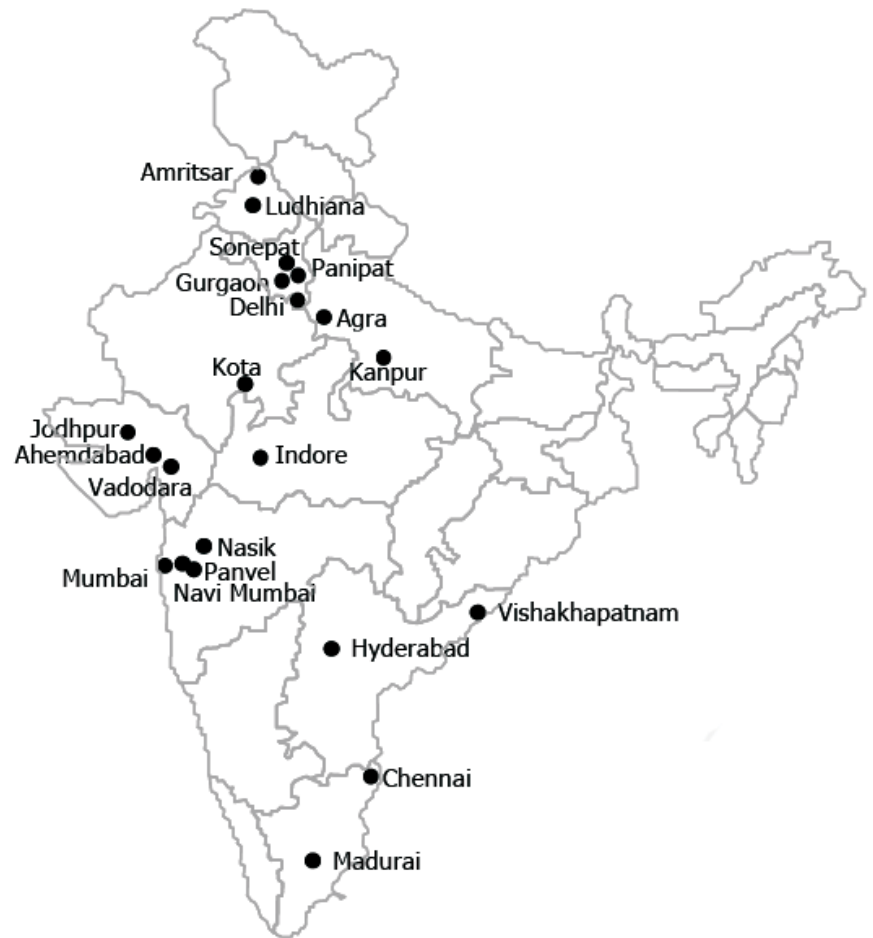 Amritsar
Ludhiana
Sonepat
Panipat
Gurgaon
Delhi
Agra
Kota
Kanpur
Jodhpur
Ahemdabad
Indore
Vadodara
Nasik
Mumbai
Panvel
Navi Mumbai
Vishakhapatnam
Hyderabad
Chennai
Madurai